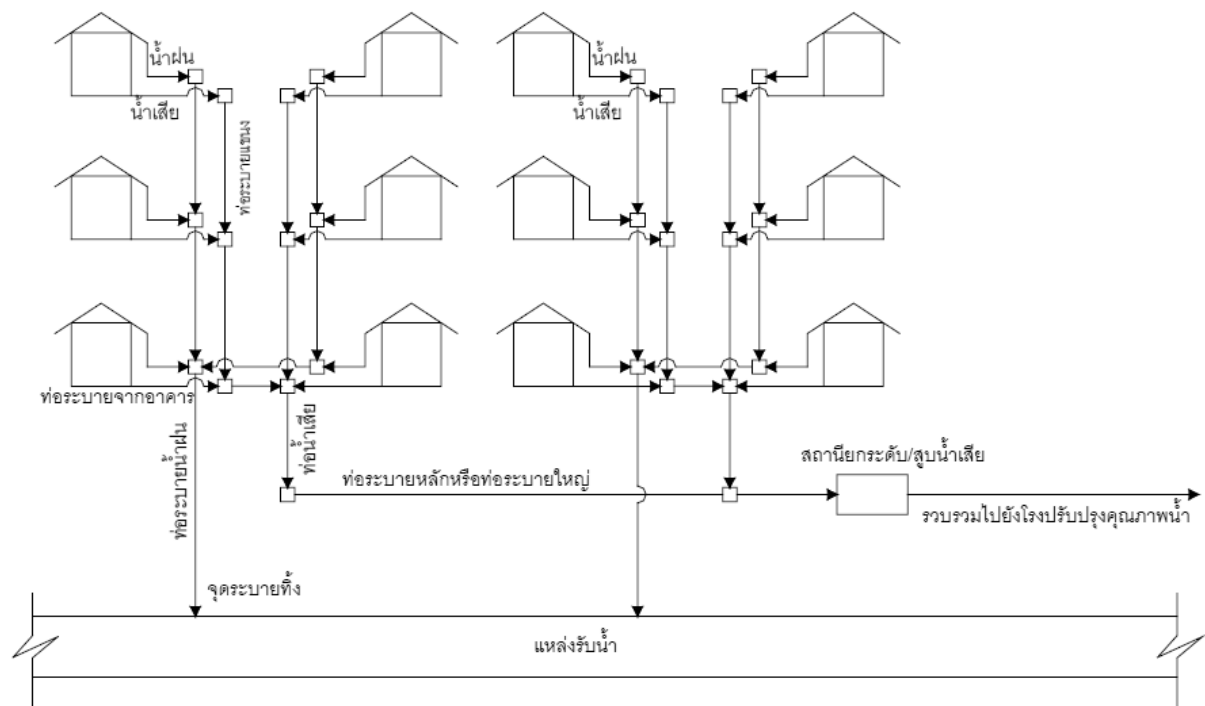 น้ำฝน
น้ำเสีย
น้ำฝน
น้ำเสีย
ท่อระบายแขนง
ท่อระบายจากอาคาร
ท่อระบายน้ำฝน
ท่อน้ำเสีย
สถานียกระดับ/สูบน้ำเสีย
ท่อระบายหลักหรือท่อระบายใหญ่
รวบรวมไปยังโรงปรับปรุงคุณภาพน้ำ
จุดระบายทิ้ง
แหล่งรับน้ำ